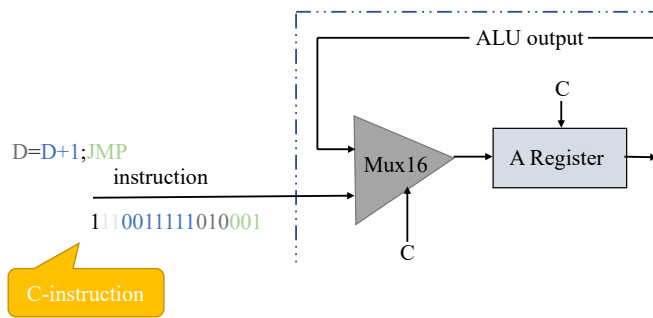 ALU output
C
D=D+1;JMP
Mux16
A Register
instruction
1110011111010001
C
C-instruction